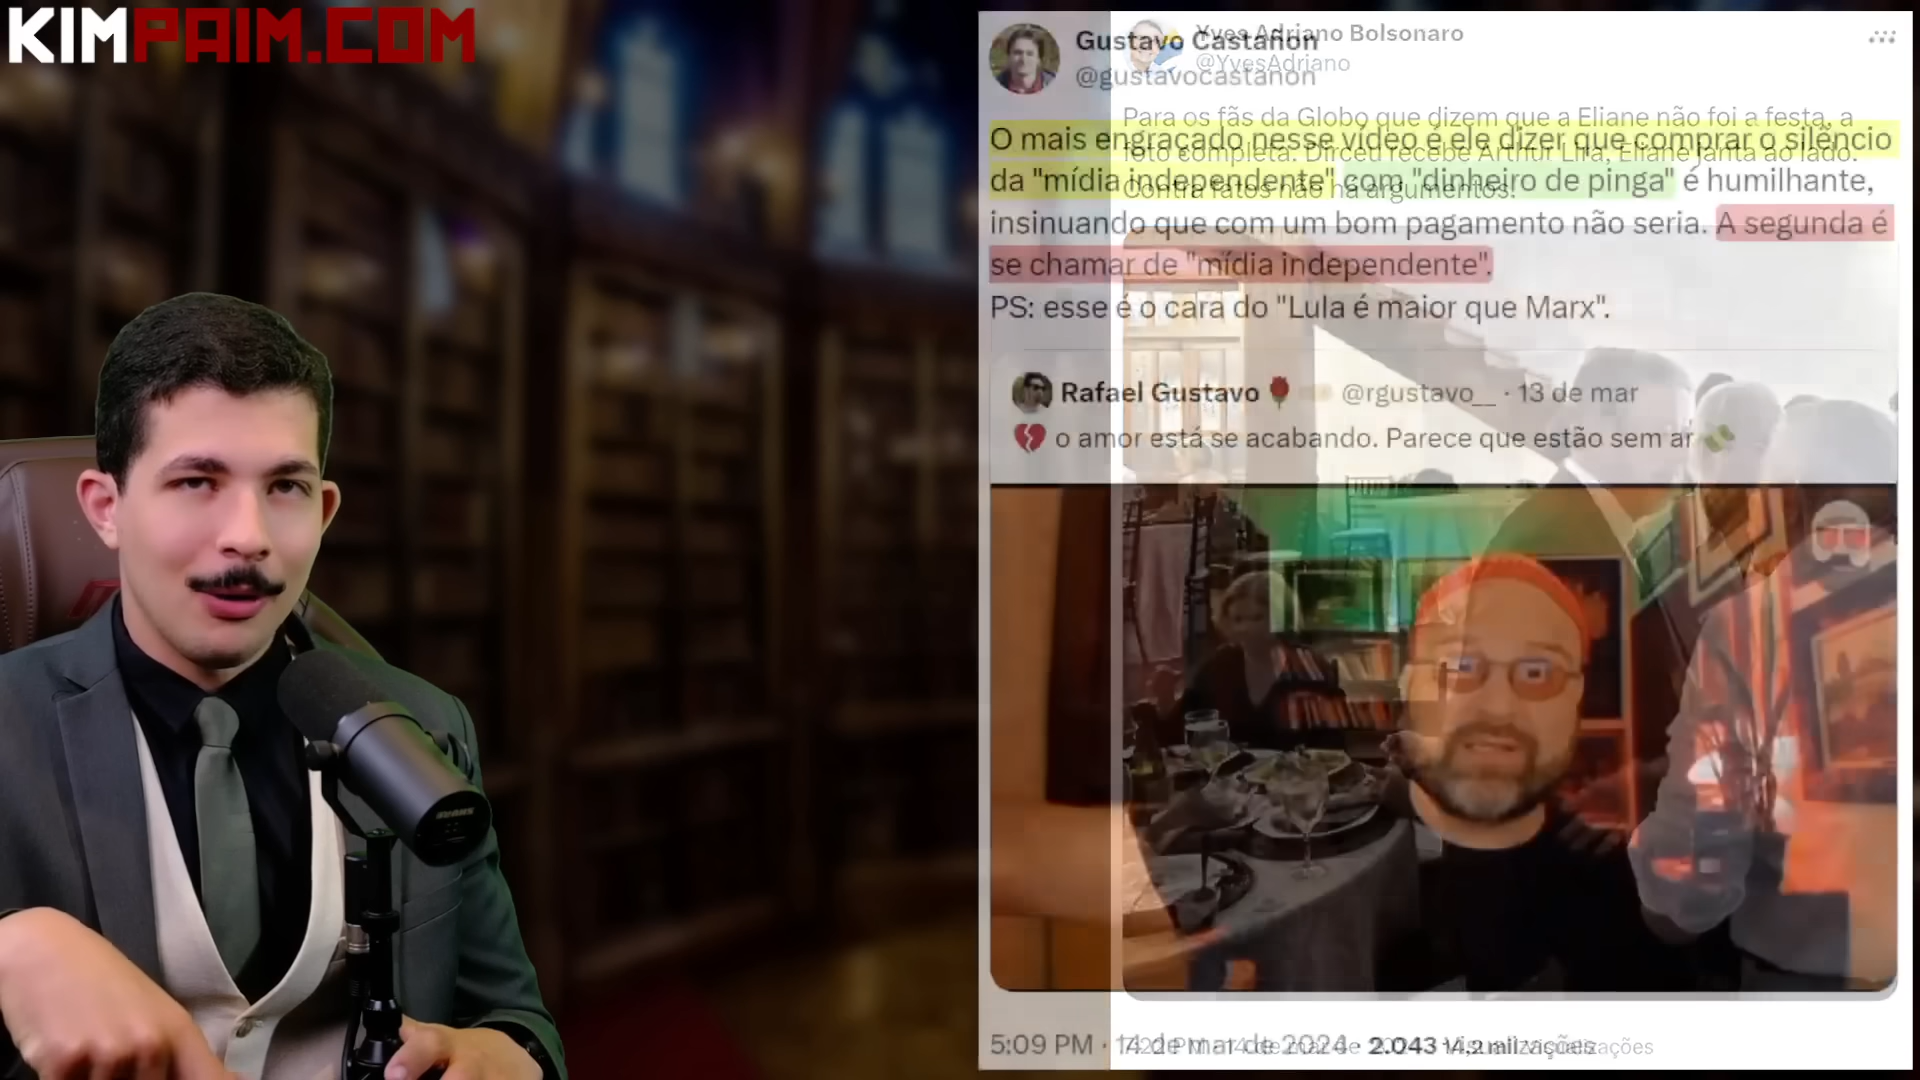 KIMPAIM.COM
Gustavo Castañon
@gustavocastanon
Yves Adriano Bolsonaro
@YvesAdriano
Para os fãs da Globo que dizem que a Eliane não foi a festa, a
foto completa. Dirceu recebe Arthur Lira, Eliane janta ao lado.
Contra fatos não há argumentos!
O mais engraçado nesse vídeo é ele dizer que comprar o silêncio
da "mídia independente" com "dinheiro de pinga" é humilhante,
insinuando que com um bom pagamento não seria. A segunda é
se chamar de "mídia independente".
PS: esse é o cara do "Lula é maior que Marx".
Rafael Gustavo @rgustavo__ · 13 de mar
o amor está se acabando. Parece que estão sem ar
5:09 PM · 14 de mar de 2024 · 2.043 Visualizações